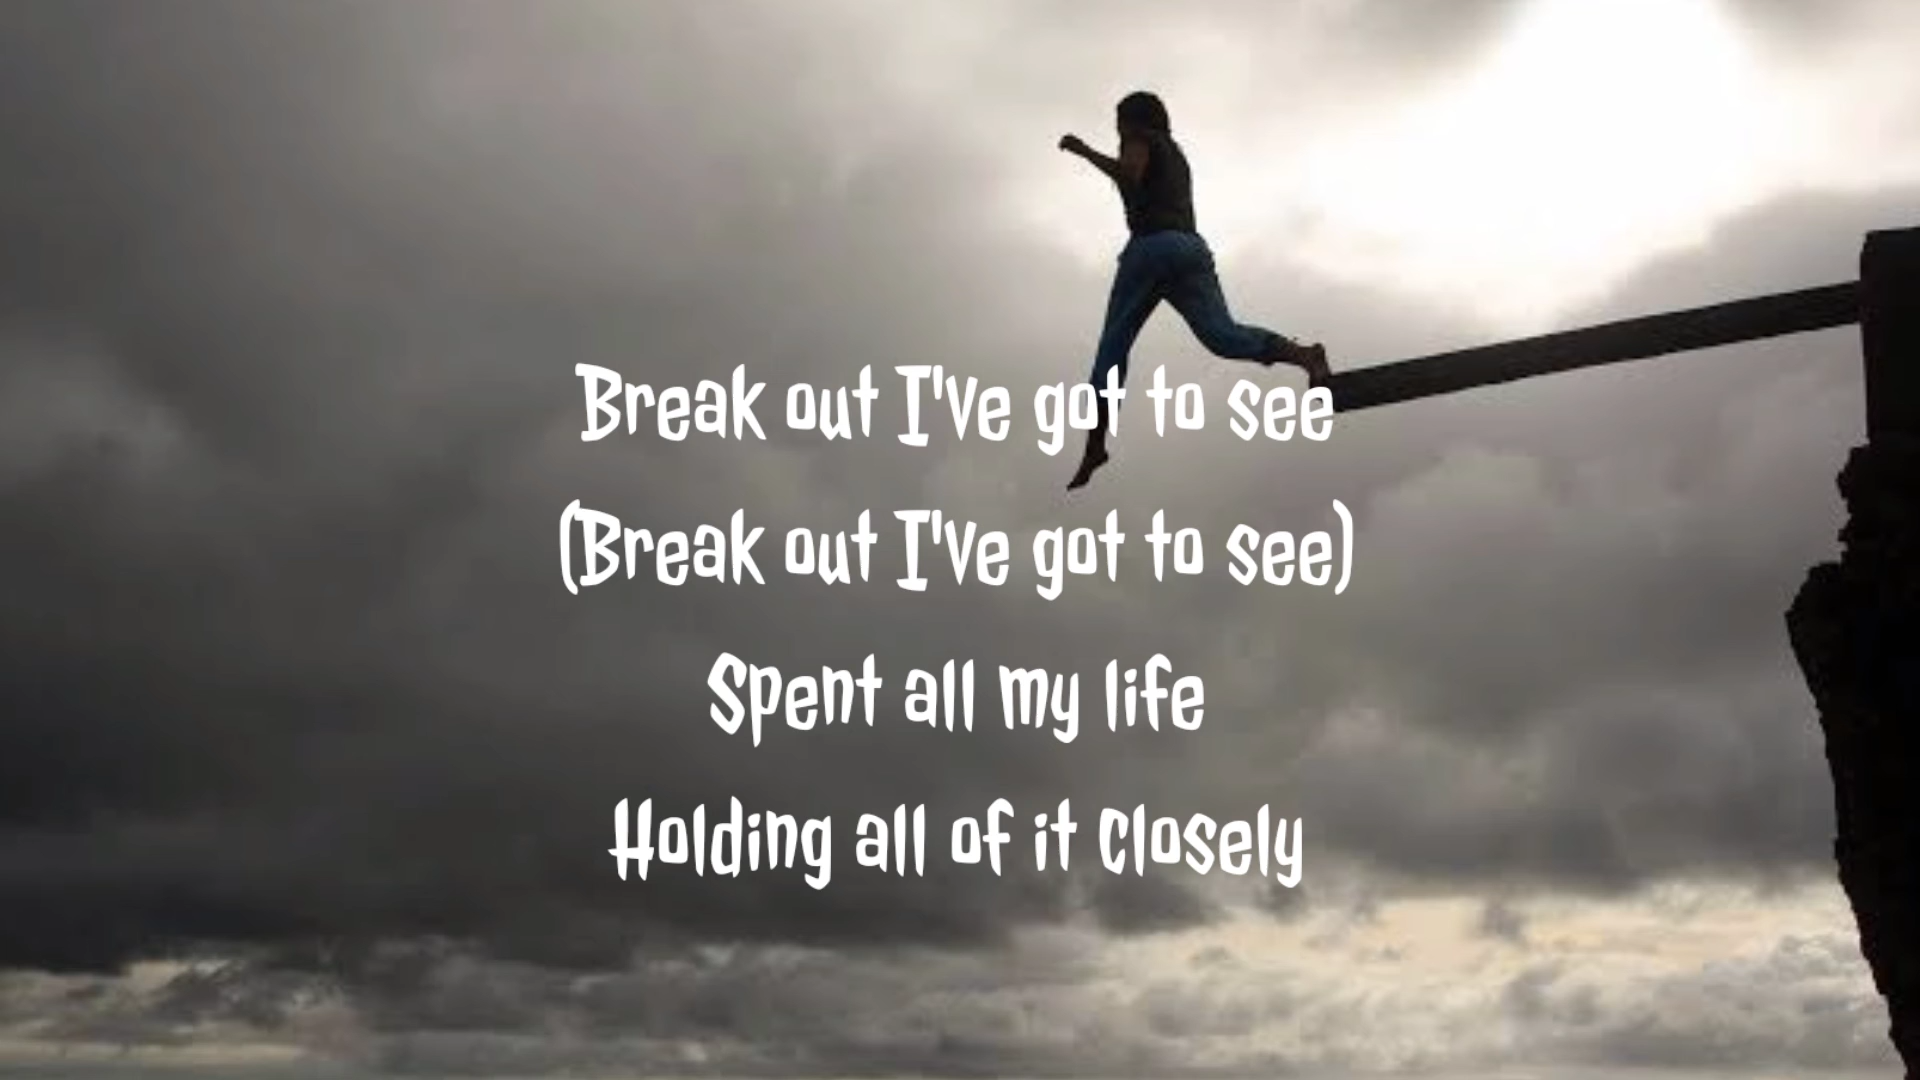 Break out I've got to see
(Break out I've got to see)
Spent all my life
Holding all of it closely